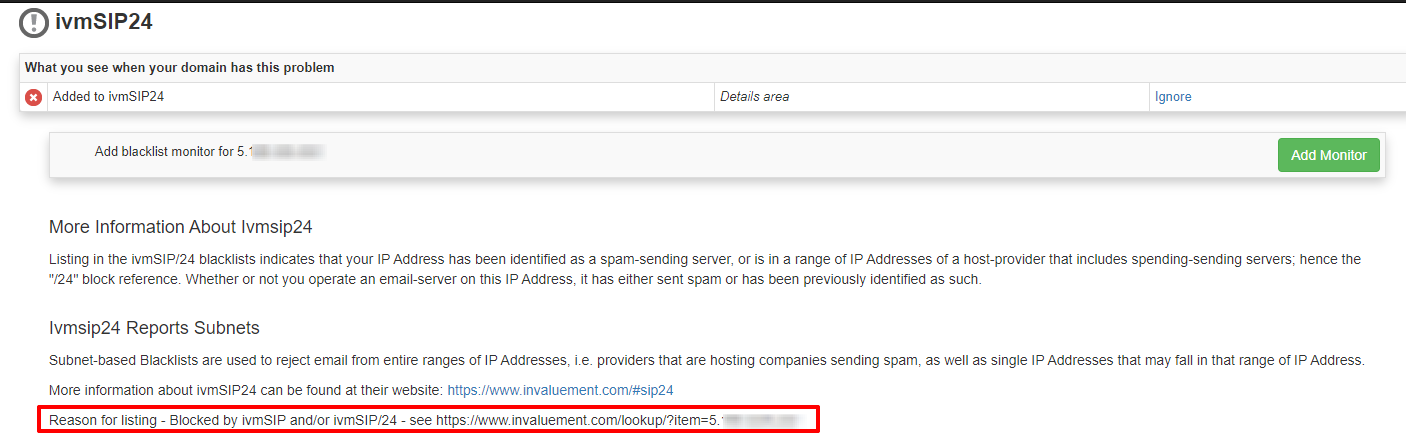 ivmSIP24
What you see when your domain has this problem
Added to ivmSIP24 Details area Ignore
Add blacklist monitor for 5.1
Add Monitor
More Information About Ivmsip24
Listing in the ivmSIP/24 blacklists indicates that your IP Address has been identified as a spam-sending server, or is in a range of IP Addresses of a host-provider that includes spending-sending servers; hence the
"/24" block reference. Whether or not you operate an email-server on this IP Address, it has either sent spam or has been previously identified as such.
Ivmsip24 Reports Subnets
Subnet-based Blacklists are used to reject email from entire ranges of IP Addresses, i.e. providers that are hosting companies sending spam, as well as single IP Addresses that may fall in that range of IP Address.
More information about ivmSIP24 can be found at their website: https://www.invaluement.com/#sip24
Reason for listing - Blocked by ivmSIP and/or ivmSIP/24 - see https://www.invaluement.com/lookup/?item=5.